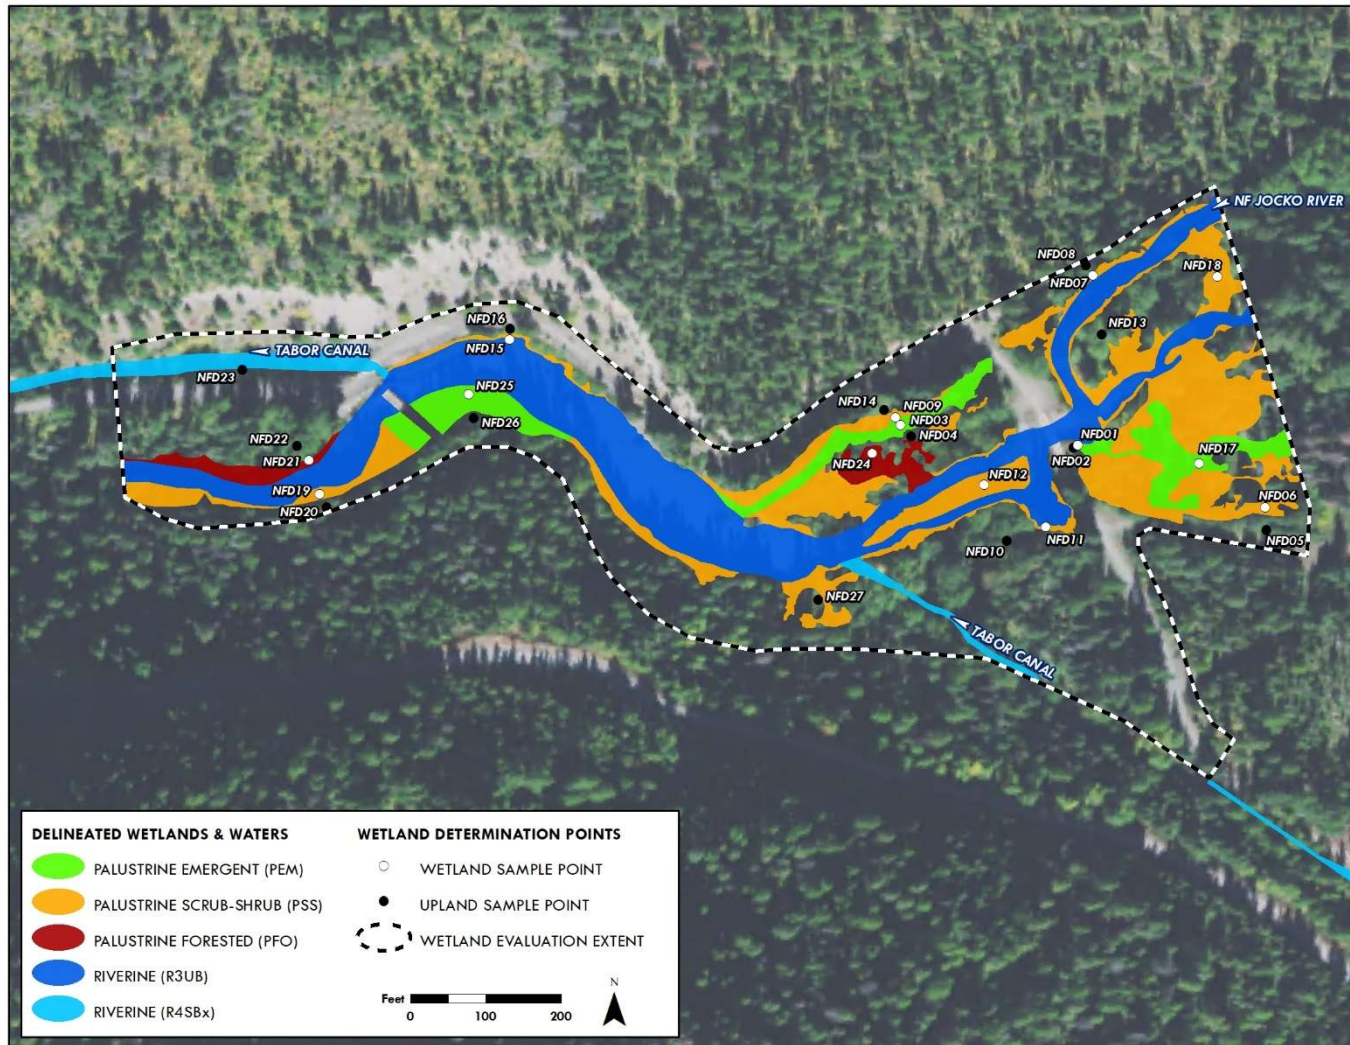 NF JOCKO RIVER
NFD08
NFD07
NFD18
NFD13
NFD16
NFD15
TABOR CANAL
NFD23
NFD25
NFD26
NFD14
NFD09
NFD03
NFD04
NFD24
NFD22
NFD21
NFD01
NFD02
NFD17
NFD12
NFD19
NFD20
NFD06
NFD11
NFD05
NFD10
NFD27
TABOR CANAL
DELINEATED WETLANDS & WATERS
PALUSTRINE EMERGENT (PEM)
PALUSTRINE SCRUB-SHRUB (PSS)
PALUSTRINE FORESTED (PFO)
RIVERINE (R3UB)
RIVERINE (R4SBx)
WETLAND DETERMINATION POINTS
WETLAND SAMPLE POINT
UPLAND SAMPLE POINT
WETLAND EVALUATION EXTENT
N
Feet
0 100 200